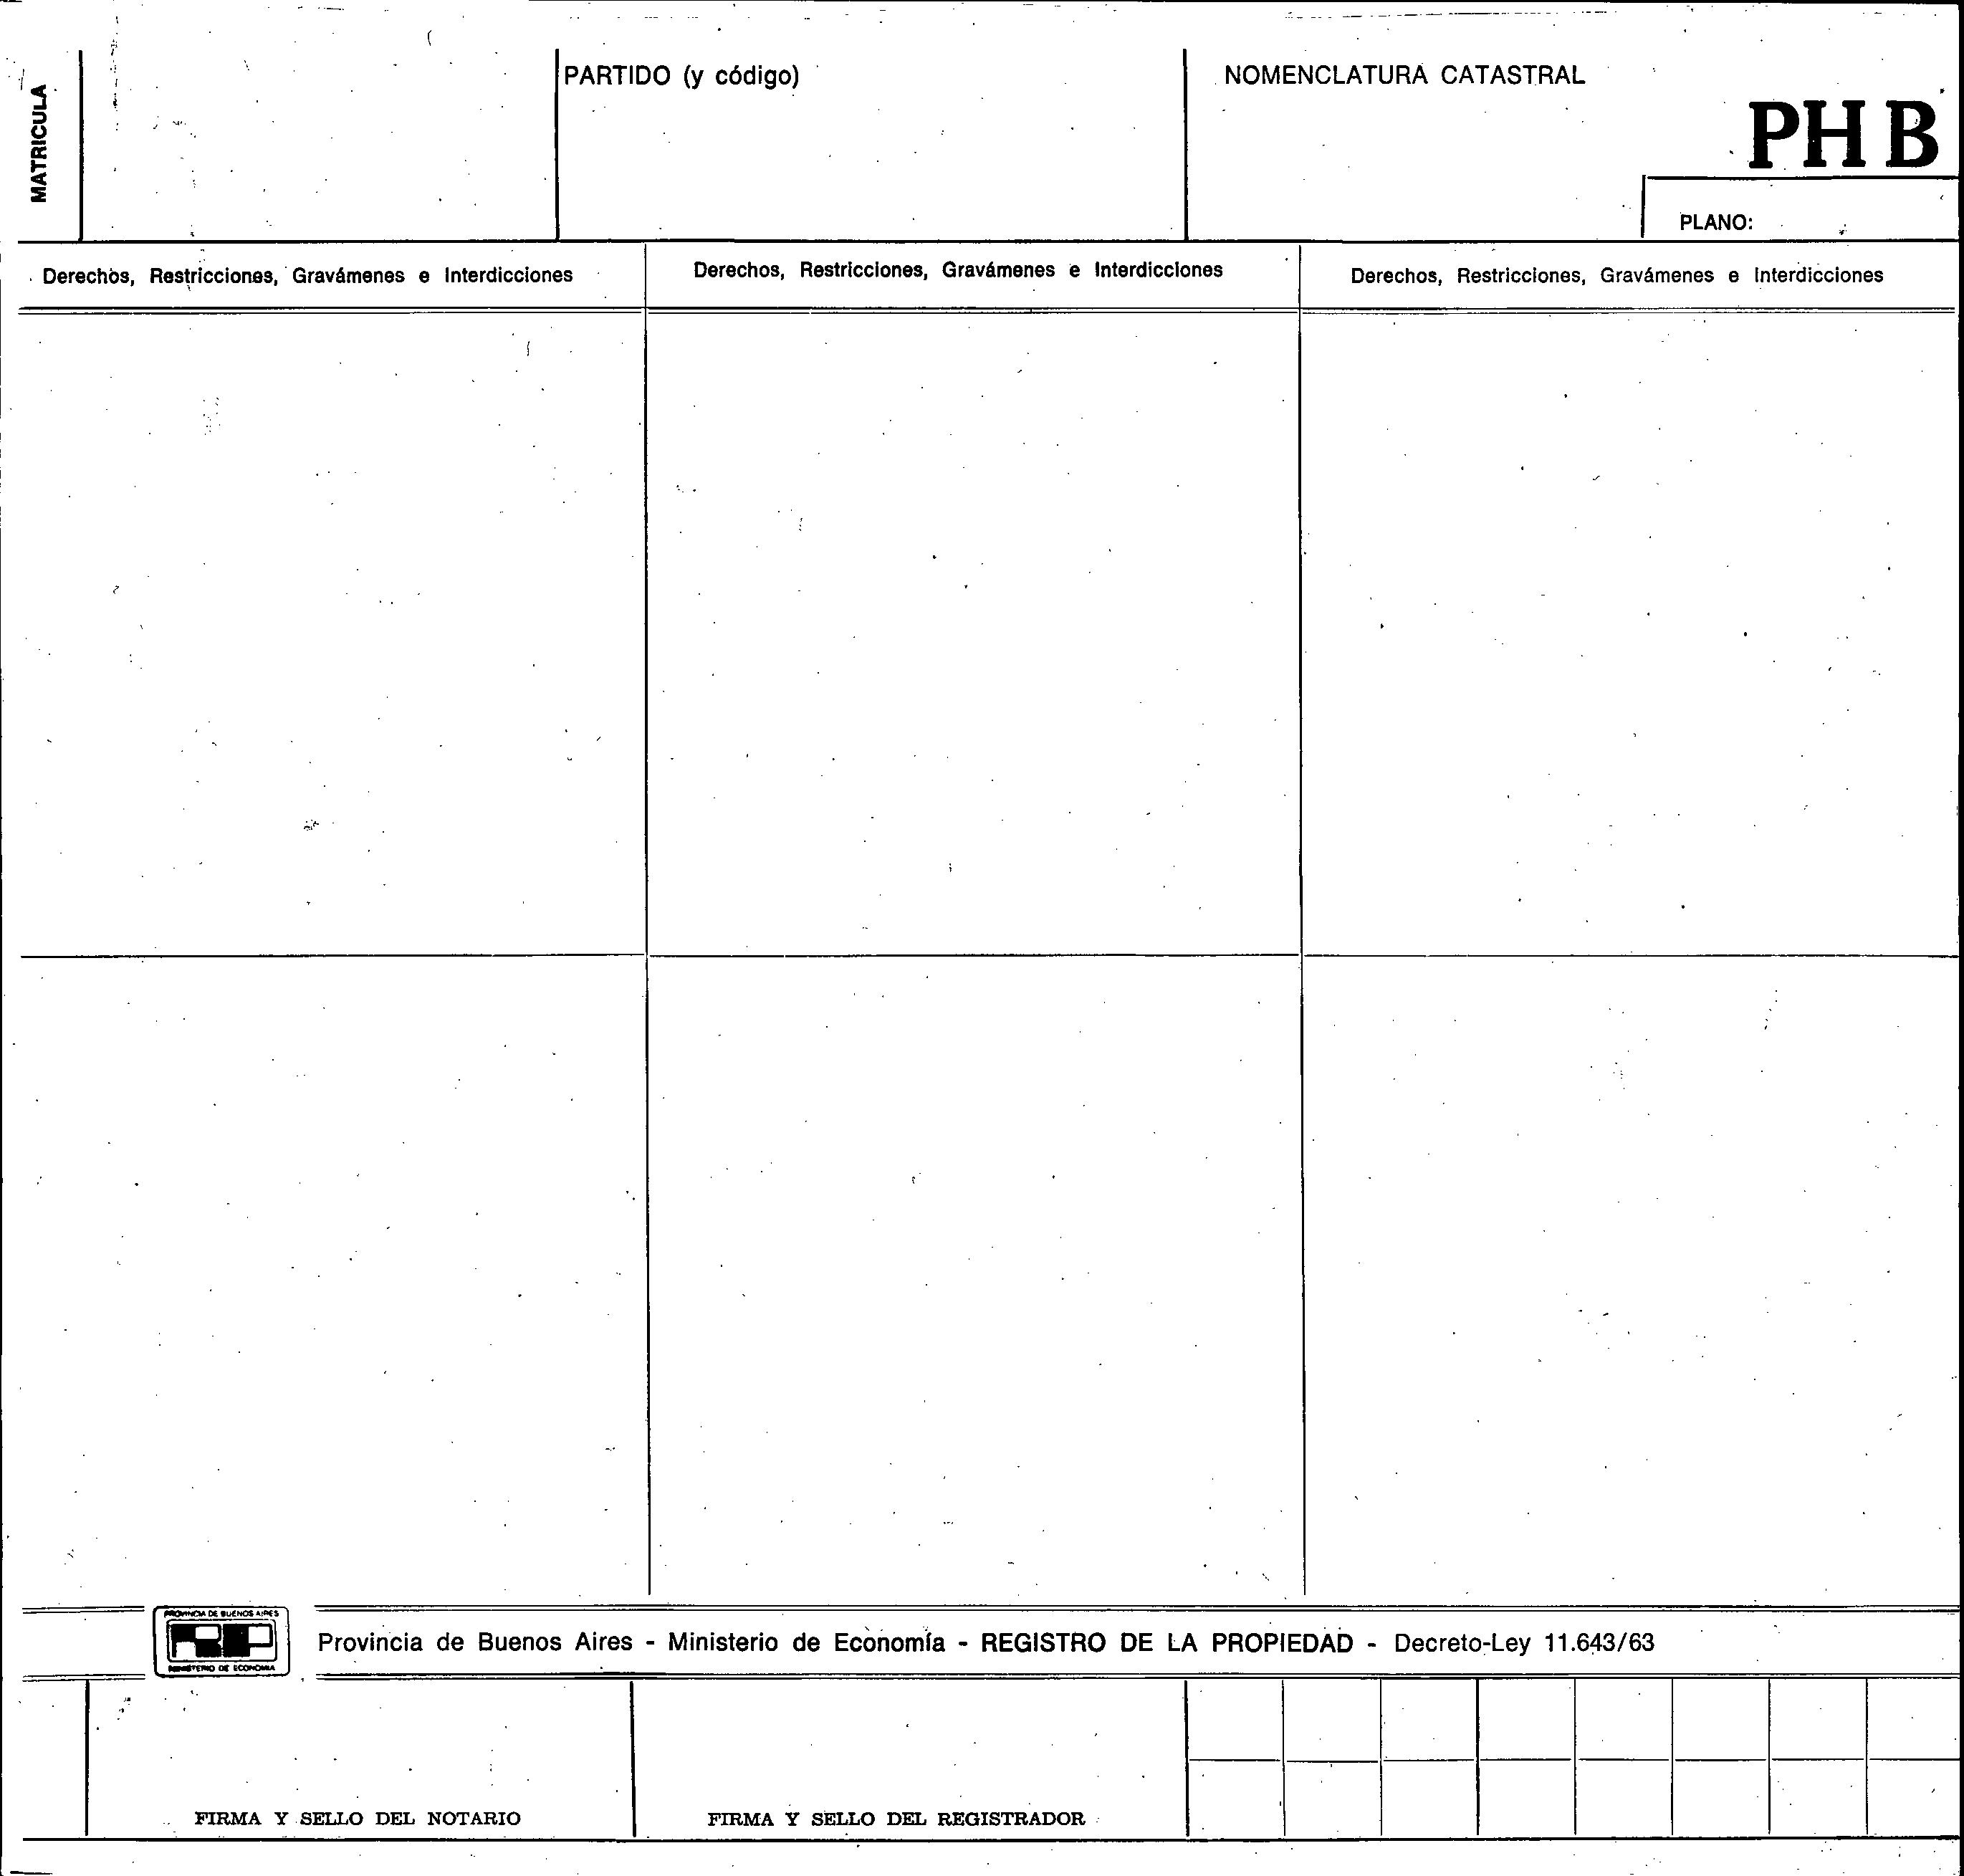 MATRICULA
PARTIDO (y código)
NOMENCLATURA CATASTRAL
PH B
PLANO:
Derechos, Restricciones, Gravámenes e Interdicciones
Derechos, Restricciones, Gravámenes e Interdicciones
Derechos, Restricciones, Gravámenes e Interdicciones
PROVINCIA DE BUENOS AIRES
MINISTERIO DE ECONOMIA
Provincia de Buenos Aires - Ministerio de Economía - REGISTRO DE LA PROPIEDAD - Decreto-Ley 11.643/63
FIRMA Y SELLO DEL NOTARIO
FIRMA Y SELLO DEL REGISTRADOR